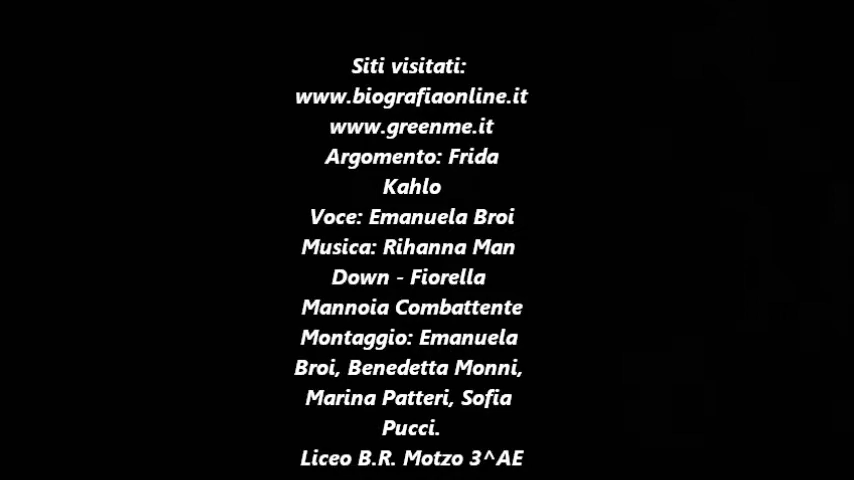 Siti visitati:
www.biografiaonline.it
www.greenme.it
Argomento: Frida
Kahlo
Voce: Emanuela Broi
Musica: Rihanna Man
Down - Fiorella
Mannoia Combattente
Montaggio: Emanuela
Broi, Benedetta Monni,
Marina Patteri, Sofia
Pucci.
Liceo B.R. Motzo 3^AE